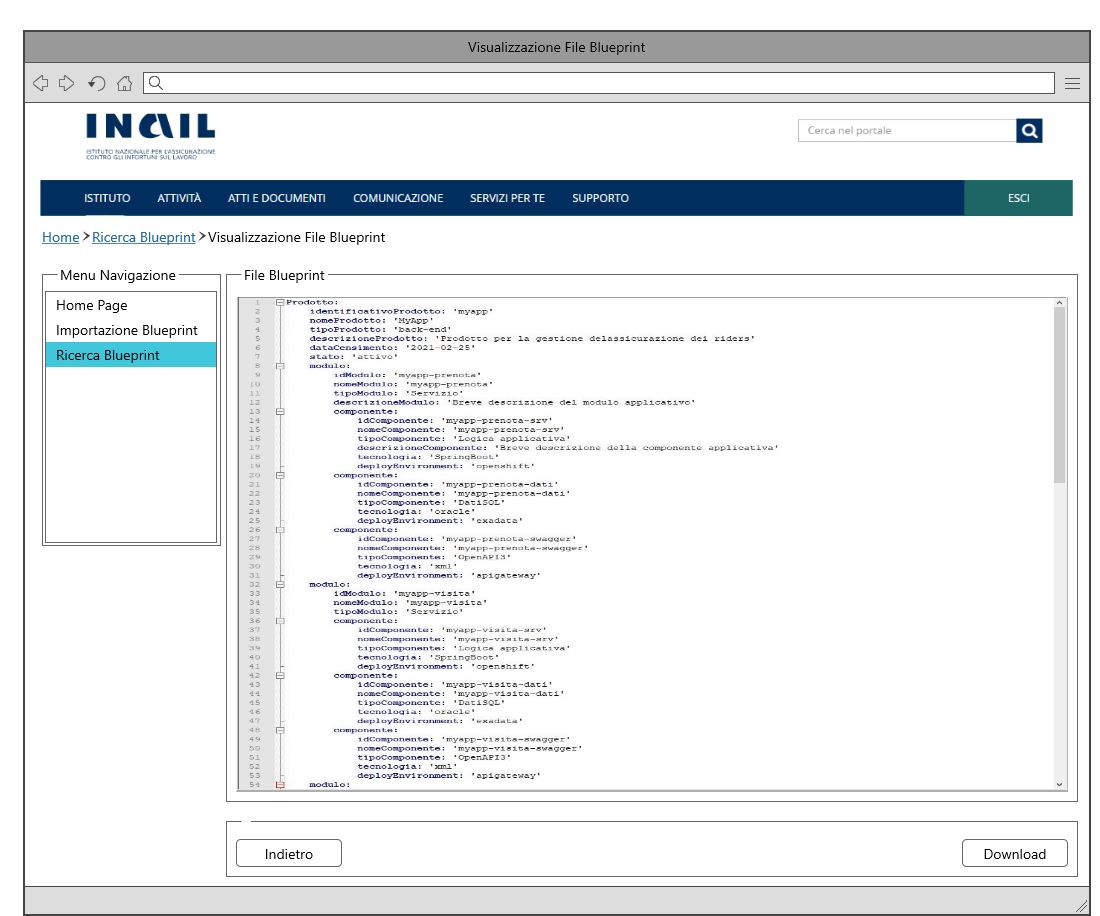 Visualizzazione File Blueprint
INAIL
ISTITUTO NAZIONALE PER L'ASSICURAZIONE
CONTRO GLI INFORTUNI SUL LAVORO
Cerca nel portale
ISTITUTO ATTIVITÀ ATTI E DOCUMENTI COMUNICAZIONE SERVIZI PER TE SUPPORTO ESCI
Home > Ricerca Blueprint > Visualizzazione File Blueprint
Menu Navigazione
Home Page
Importazione Blueprint
Ricerca Blueprint
File Blueprint
1 Prodotto:
2 identificativoProdotto: 'myapp'
3 nomeProdotto: 'MyApp'
4 tipoProdotto: 'back-end'
5 descrizioneProdotto: 'Prodotto per la gestione delassicurazione dei riders'
6 dataCensimento: '2021-02-25'
7 stato: 'attivo'
8 modulo:
9 idModulo: 'myapp-prenota'
10 nomeModulo: 'myapp-prenota'
11 tipoModulo: 'Servizio'
12 descrizioneModulo: 'Breve descrizione del modulo applicativo'
13 componente:
14 idComponente: 'myapp-prenota-srv'
15 nomeComponente: 'myapp-prenota-srv'
16 tipoComponente: 'Logica applicativa'
17 descrizioneComponente: 'Breve descrizione della componente applicativa'
18 tecnologia: 'SpringBoot'
19 deployEnvironment: 'openshift'
20 componente:
21 idComponente: 'myapp-prenota-dati'
22 nomeComponente: 'myapp-prenota-dati'
23 tipoComponente: 'DatiSQL'
24 tecnologia: 'oracle'
25 deployEnvironment: 'exadata'
26 componente:
27 idComponente: 'myapp-prenota-swagger'
28 nomeComponente: 'myapp-prenota-swagger'
29 tipoComponente: 'OpenAPI3'
30 tecnologia: 'xml'
31 deployEnvironment: 'apigateway'
32 modulo:
33 idModulo: 'myapp-visita'
34 nomeModulo: 'myapp-visita'
35 tipoModulo: 'Servizio'
36 componente:
37 idComponente: 'myapp-visita-srv'
38 nomeComponente: 'myapp-visita-srv'
39 tipoComponente: 'Logica applicativa'
40 tecnologia: 'SpringBoot'
41 deployEnvironment: 'openshift'
42 componente:
43 idComponente: 'myapp-visita-dati'
44 nomeComponente: 'myapp-visita-dati'
45 tipoComponente: 'DatiSQL'
46 tecnologia: 'oracle'
47 deployEnvironment: 'exadata'
48 componente:
49 idComponente: 'myapp-visita-swagger'
50 nomeComponente: 'myapp-visita-swagger'
51 tipoComponente: 'OpenAPI3'
52 tecnologia: 'xml'
53 deployEnvironment: 'apigateway'
54 modulo:
Indietro
Download